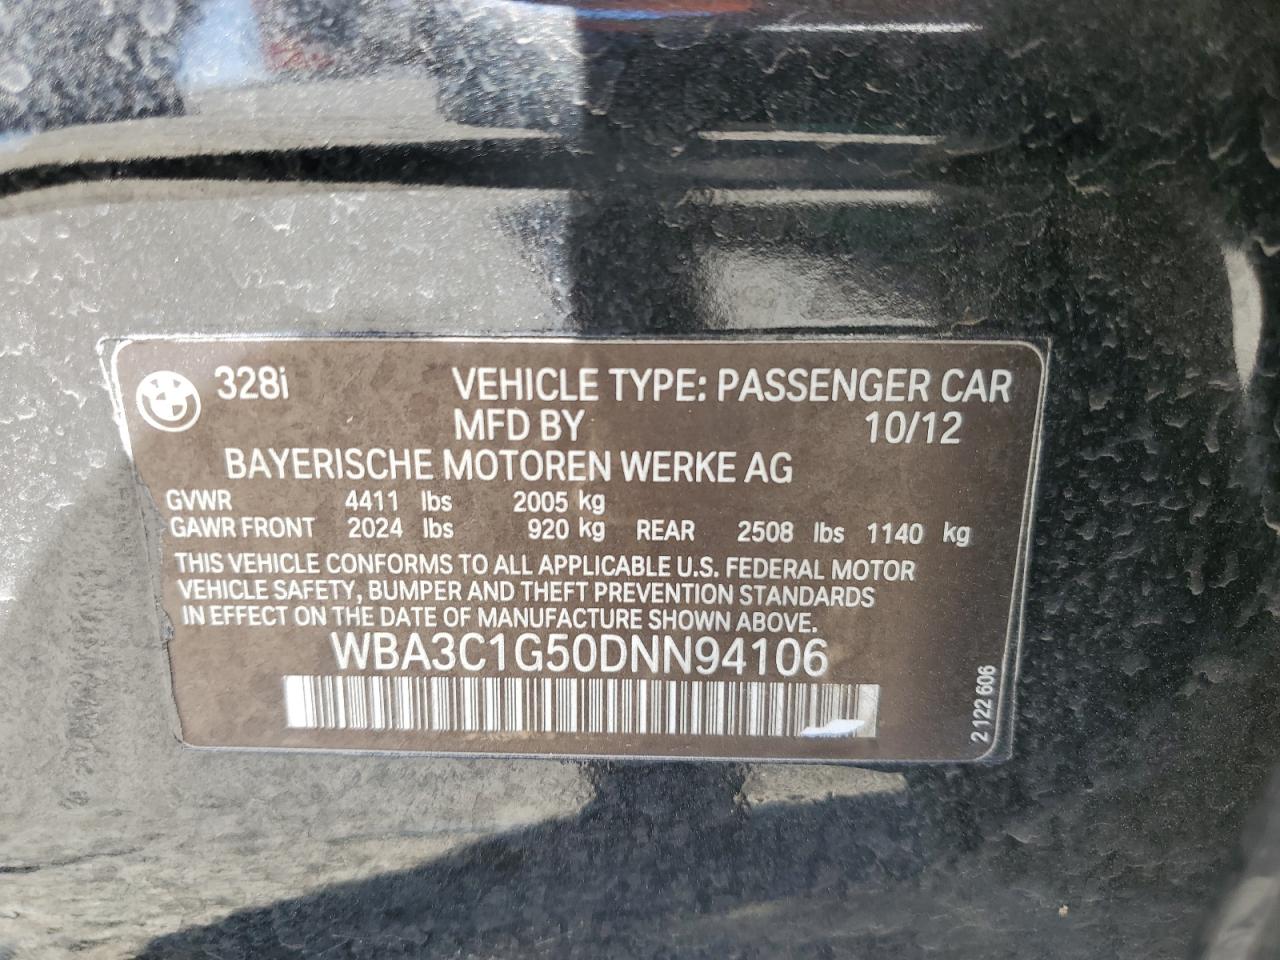 328i VEHICLE TYPE: PASSENGER CAR
MFD BY 10/12
BAYERISCHE MOTOREN WERKE AG
GVWR 4411 lbs 2005 kg
GAWR FRONT 2024 lbs 920 kg REAR 2508 lbs 1140 kg
THIS VEHICLE CONFORMS TO ALL APPLICABLE U.S. FEDERAL MOTOR
VEHICLE SAFETY, BUMPER AND THEFT PREVENTION STANDARDS
IN EFFECT ON THE DATE OF MANUFACTURE SHOWN ABOVE.
WBA3C1G50DNN94106
2 122 606